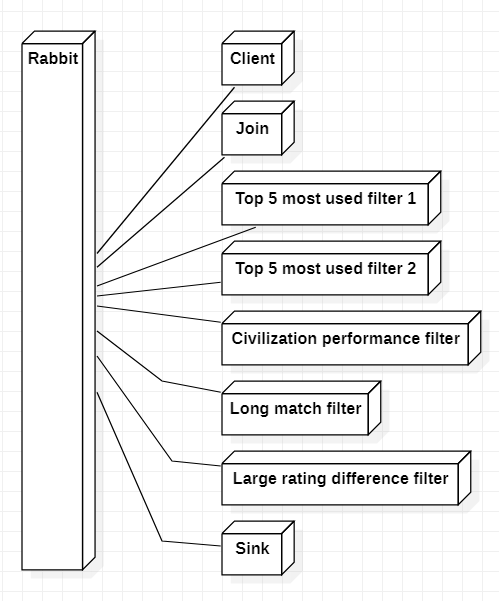 Rabbit
Client
Join
Top 5 most used filter 1
Top 5 most used filter 2
Civilization performance filter
Long match filter
Large rating difference filter
Sink